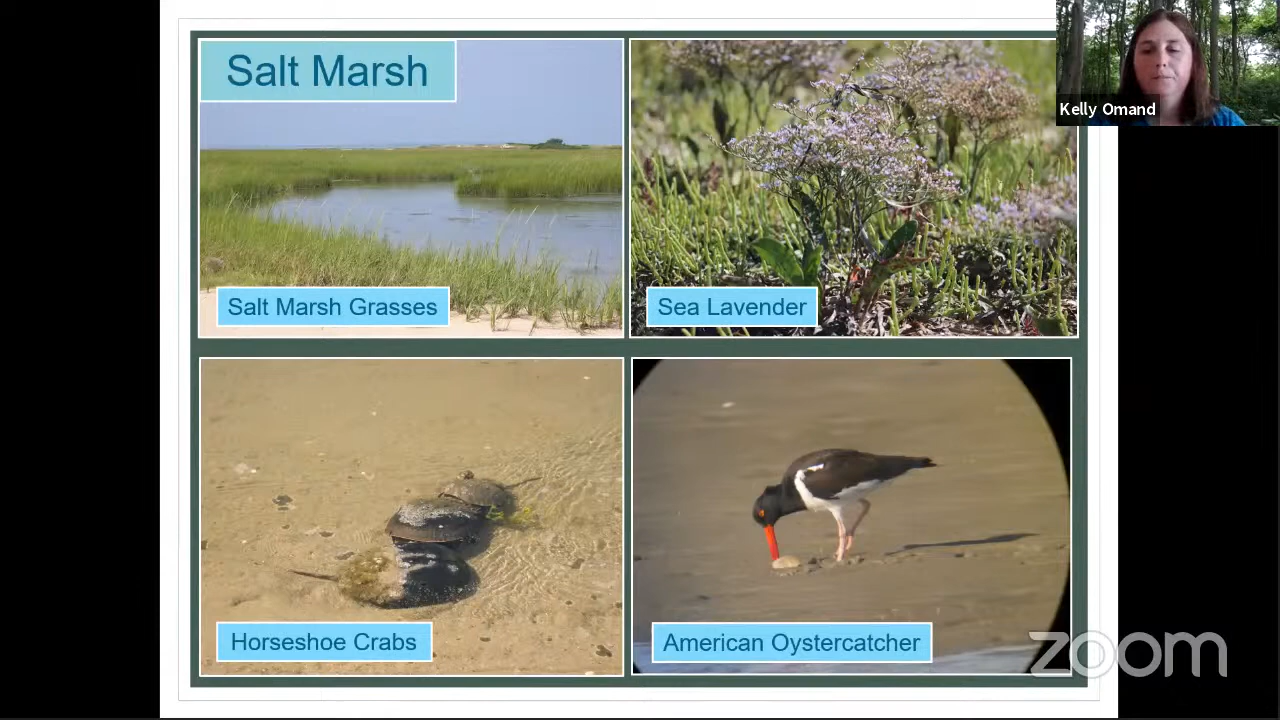 Salt Marsh
Kelly Omand
Salt Marsh Grasses
Sea Lavender
Horseshoe Crabs
American Oystercatcher
zoom